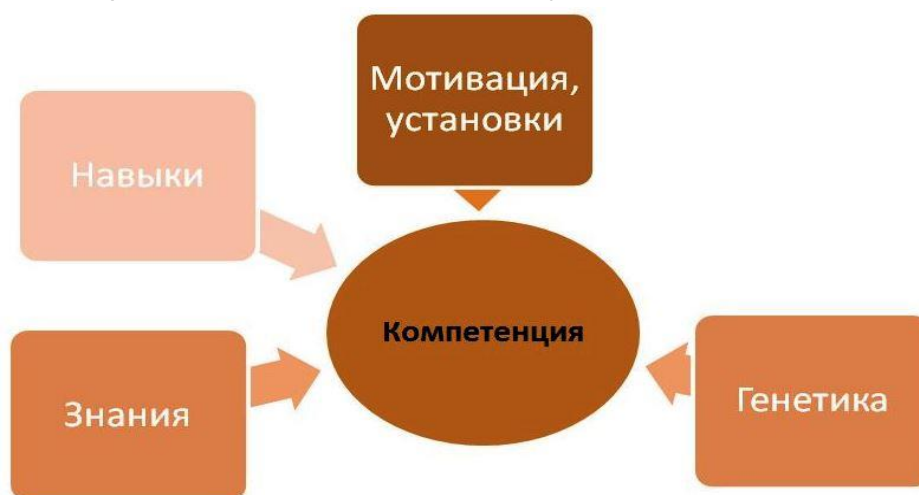 Мотивация,
установки
Навыки
Компетенция
Знания
Генетика